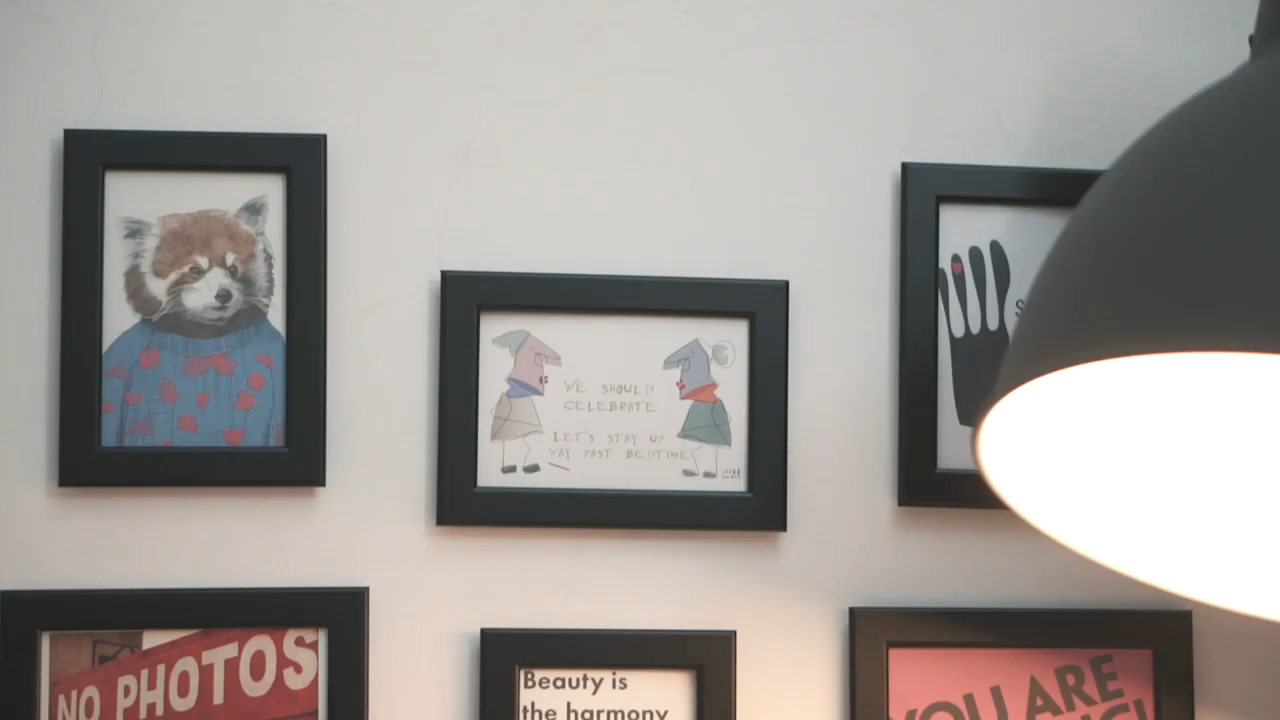 WE SHOULD
CELEBRATE
LET'S STAY UP
WAY PAST BEDTIME
NO PHOTOS
Beauty is
the harmony
YOU ARE